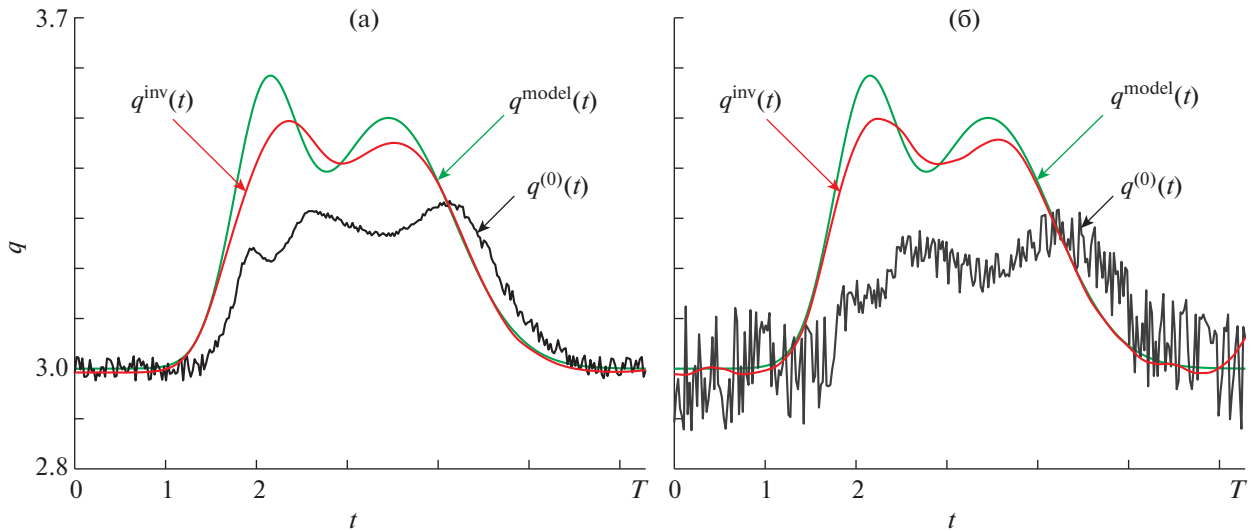 3.7
(а)
(б)
q^inv(t)
q^model(t)
q^(0)(t)
q^inv(t)
q^model(t)
q^(0)(t)
q
3.0
2.8
0 1 2 T
0 1 2 T
t
t